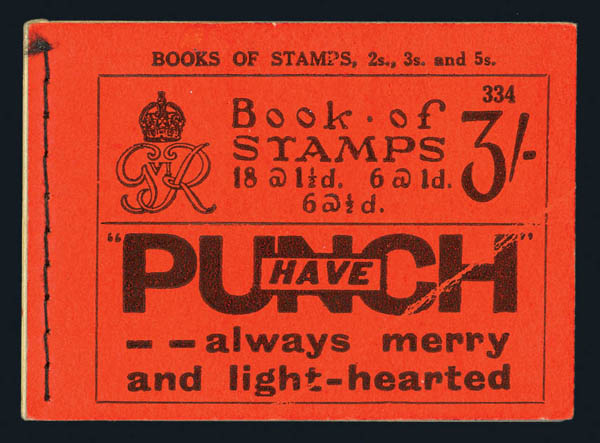 BOOKS OF STAMPS, 2s., 3s. and 5s.
334
GVIR
Book · of
STAMPS
3/-
18 @ 1½d. 6 @ 1d.
6 @ ½d.
"PUNCH"
HAVE
– – always merry
and light-hearted